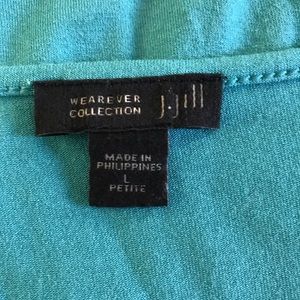 WEAREVER
COLLECTION
J.Jill
MADE IN
PHILIPPINES
L
PETITE